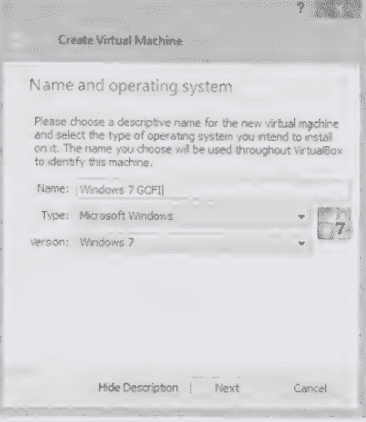 ?
Create Virtual Machine
Name and operating system
Please choose a descriptive name for the new virtual machine
and select the type of operating system you intend to install
on it. The name you choose will be used throughout VirtualBox
to identify this machine.
Name: Windows 7 GCFI
Type: Microsoft Windows
7
Version: Windows 7
Hide Description Next Cancel